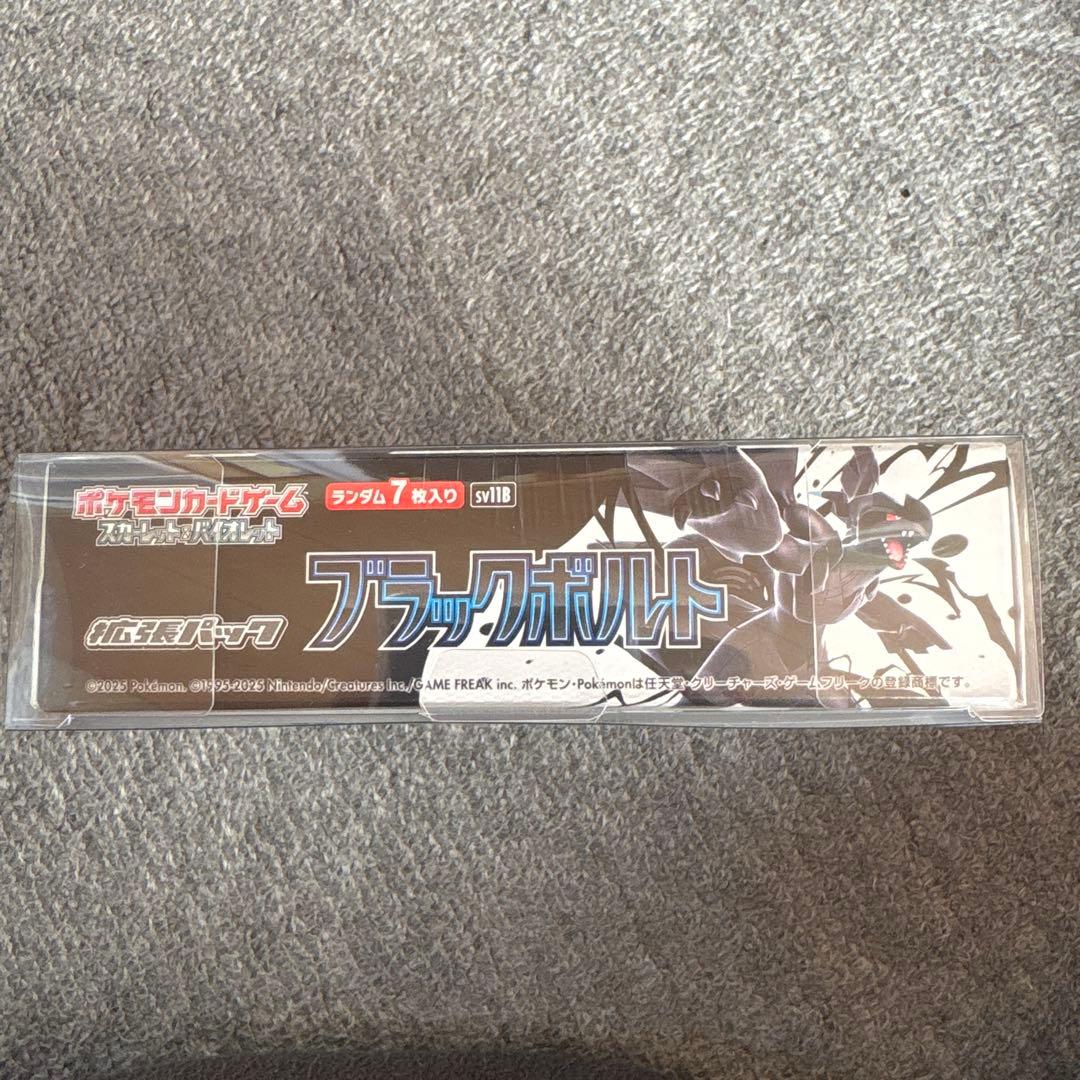 ポケモンカードゲーム
スカーレット&バイオレット
ランダム7枚入り
sv11B
ブラックボルト
拡張パック
©2025 Pokémon. ©1995-2025 Nintendo/Creatures Inc./GAME FREAK inc. ポケモン・Pokémonは任天堂・クリーチャーズ・ゲームフリークの登録商標です。